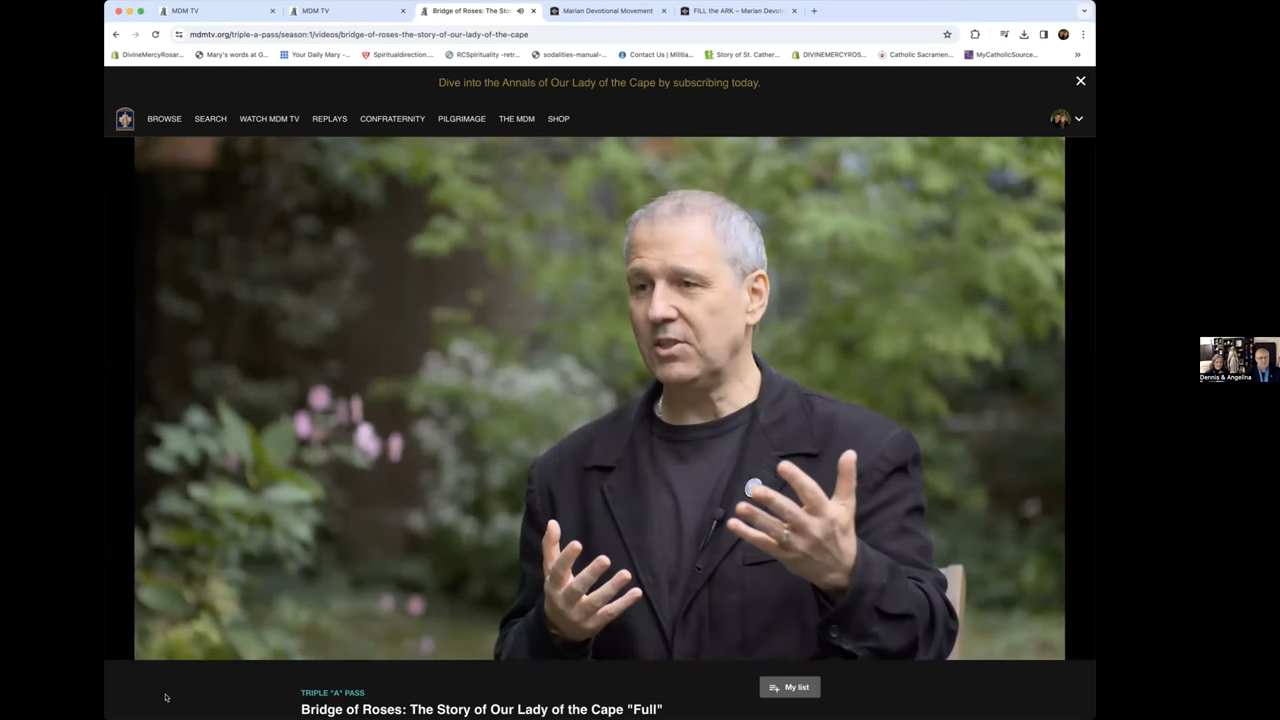 MDM TV
MDM TV
Bridge of Roses: The Sto
Marian Devotional Movement
FILL the ARK – Marian Devoti
mdmtv.org/triple-a-pass/season:1/videos/bridge-of-roses-the-story-of-our-lady-of-the-cape
DivineMercyRosar...
Mary's words at G...
Your Daily Mary -...
Spiritualdirection....
RCSpirituality -retr...
sodalities-manual-...
Contact Us | Militia...
Story of St. Cather...
DIVINEMERCYROS...
Catholic Sacramen...
MyCatholicSource...
Dive into the Annals of Our Lady of the Cape by subscribing today.
BROWSE SEARCH WATCH MDM TV REPLAYS CONFRATERNITY PILGRIMAGE THE MDM SHOP
Dennis & Angelina
My list
TRIPLE "A" PASS
Bridge of Roses: The Story of Our Lady of the Cape "Full"